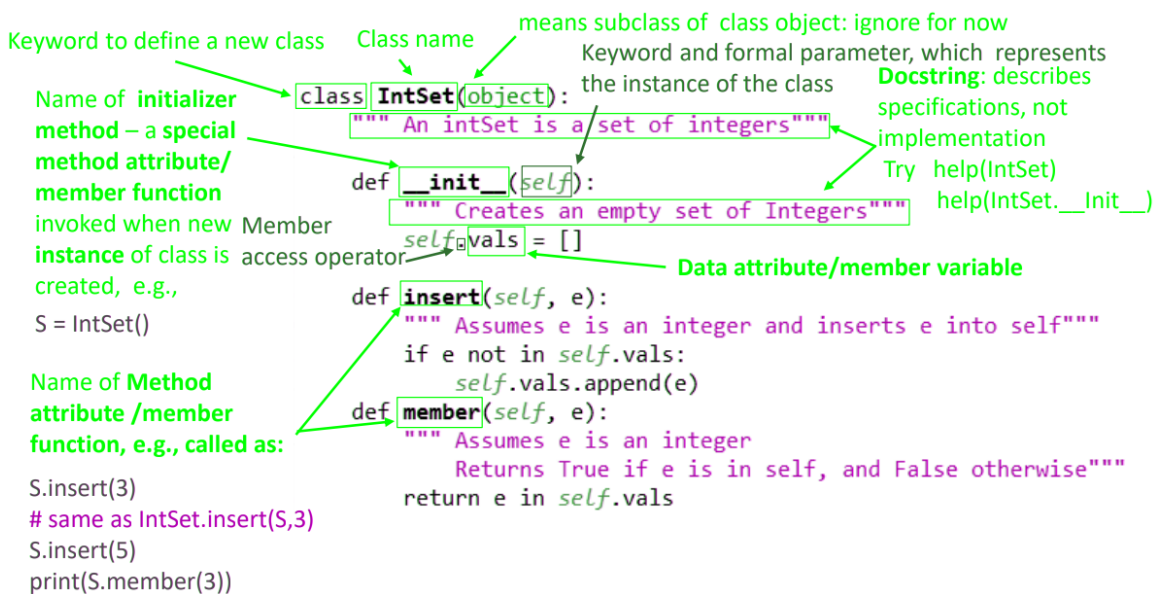 means subclass of class object: ignore for now
Keyword to define a new class
Class name
Keyword and formal parameter, which represents
the instance of the class
Docstring: describes
specifications, not
implementation
Try help(IntSet)
help(IntSet.__Init__)
Name of initializer
method – a special
method attribute/
member function
invoked when new
instance of class is
created, e.g.,
S = IntSet()
Member
access operator
class IntSet(object):
""" An intSet is a set of integers"""
def __init__(self):
""" Creates an empty set of Integers"""
self.vals = []
Data attribute/member variable
def insert(self, e):
""" Assumes e is an integer and inserts e into self"""
if e not in self.vals:
self.vals.append(e)
def member(self, e):
""" Assumes e is an integer
Returns True if e is in self, and False otherwise"""
return e in self.vals
Name of Method
attribute /member
function, e.g., called as:
S.insert(3)
# same as IntSet.insert(S,3)
S.insert(5)
print(S.member(3))